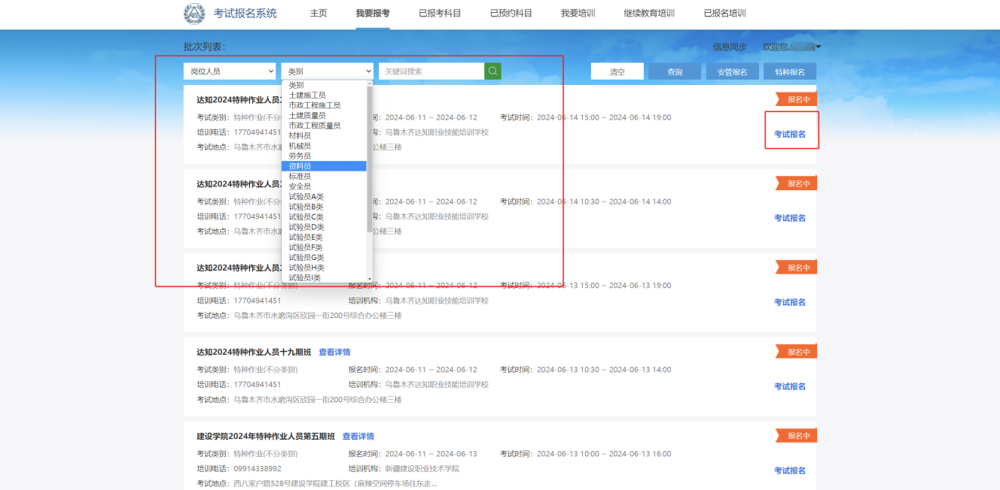 考试报名系统 主页 我要报考 已报考科目 已预约科目 我要培训 继续教育培训 已报名培训
批次列表： 信息同步 欢迎您,
岗位人员 类别 关键词搜索 清空 查询 安管报名 特种报名
类别
土建施工员
市政工程施工员
土建质量员
市政工程质量员
材料员
机械员
劳务员
资料员
标准员
安全员
试验员A类
试验员B类
试验员C类
试验员D类
试验员E类
试验员F类
试验员G类
试验员H类
试验员I类
达知2024特种作业人员 报名中
考试类别：特种作业(不分 间：2024-06-11 ~ 2024-06-12 考试时间：2024-06-14 15:00 ~ 2024-06-14 19:00
培训电话：17704941451 构：乌鲁木齐达知职业技能培训学校 考试报名
考试地点：乌鲁木齐市水 公楼三楼
达知2024特种作业人员 报名中
考试类别：特种作业(不分 间：2024-06-11 ~ 2024-06-12 考试时间：2024-06-14 10:30 ~ 2024-06-14 14:00
培训电话：17704941451 构：乌鲁木齐达知职业技能培训学校 考试报名
考试地点：乌鲁木齐市水 公楼三楼
达知2024特种作业人员 报名中
考试类别：特种作业(不分类别) 报名时间：2024-06-11 ~ 2024-06-12 考试时间：2024-06-13 15:00 ~ 2024-06-13 19:00
培训电话：17704941451 培训机构：乌鲁木齐达知职业技能培训学校 考试报名
考试地点：乌鲁木齐市水磨沟区欣园一街200号综合办公楼三楼
达知2024特种作业人员十九期班 查看详情 报名中
考试类别：特种作业(不分类别) 报名时间：2024-06-11 ~ 2024-06-12 考试时间：2024-06-13 10:30 ~ 2024-06-13 14:00
培训电话：17704941451 培训机构：乌鲁木齐达知职业技能培训学校 考试报名
考试地点：乌鲁木齐市水磨沟区欣园一街200号综合办公楼三楼
建设学院2024年特种作业人员第五期班 查看详情 报名中
考试类别：特种作业(不分类别) 报名时间：2024-06-11 ~ 2024-06-13 考试时间：2024-06-13 10:00 ~ 2024-06-13 16:00
培训电话：09914338992 培训机构：新疆建设职业技术学院 考试报名
考试地点：西八家户路528号建设学院建工校区（麻辣空间停车场往东走...